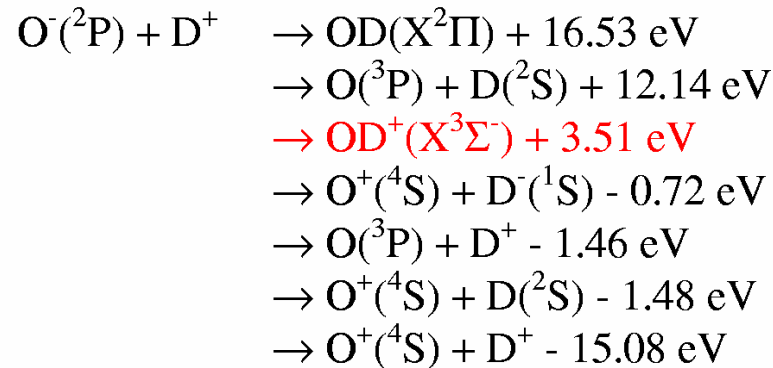 O⁻(²P) + D⁺ → OD(X²Π) + 16.53 eV
→ O(³P) + D(²S) + 12.14 eV
→ OD⁺(X³Σ⁻) + 3.51 eV
→ O⁺(⁴S) + D⁻(¹S) - 0.72 eV
→ O(³P) + D⁺ - 1.46 eV
→ O⁺(⁴S) + D(²S) - 1.48 eV
→ O⁺(⁴S) + D⁺ - 15.08 eV